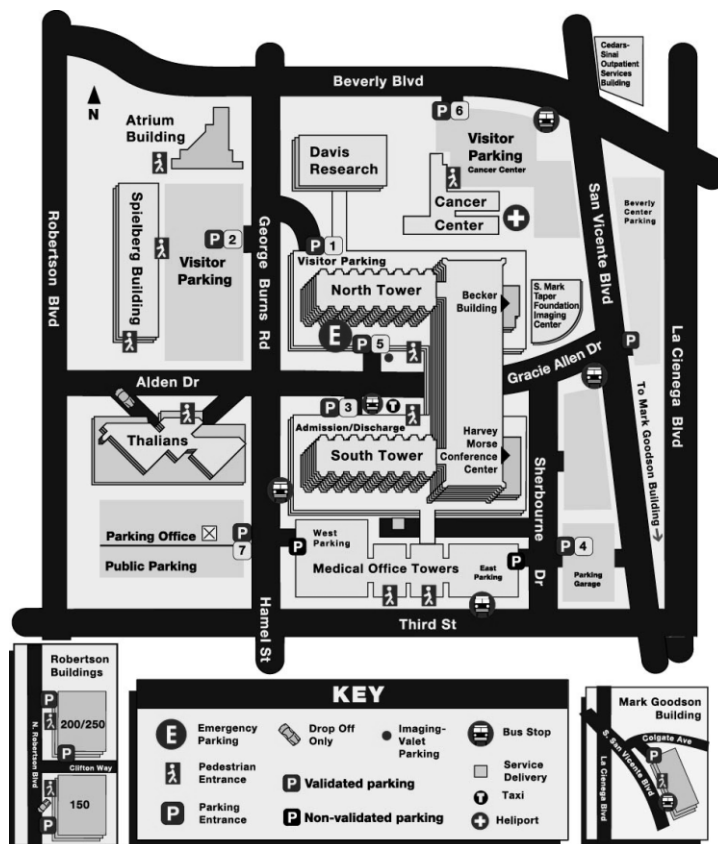 Beverly Blvd
Cedars-
Sinai
Outpatient
Services
Building
N
Atrium
Building
P 6
Visitor
Parking
Cancer Center
Davis
Research
Robertson Blvd
Spielberg Building
P 2
Visitor
Parking
George Burns Rd
P 1
Visitor Parking
Cancer
Center
San Vicente Blvd
Beverly
Center
Parking
La Cienega Blvd
North Tower
Becker
Building
S. Mark
Taper
Foundation
Imaging
Center
E
P 5
P
Gracie Allen Dr
Alden Dr
To Mark Goodson Building
P 3
T
Admission/Discharge
Thalians
South Tower
Harvey
Morse
Conference
Center
Sherbourne Dr
Parking Office
P
7
Public Parking
West
Parking
P
Medical Office Towers
East
Parking
P
P 4
Parking
Garage
Hamel St
Third St
Robertson
Buildings
P
200/250
P
N. Robertson Blvd
Clifton Way
150
P
KEY
E
Emergency
Parking
Drop Off
Only
Imaging-
Valet
Parking
Bus Stop
Pedestrian
Entrance
P Validated parking
Service
Delivery
P
Parking
Entrance
P Non-validated parking
T
Taxi
Heliport
Mark Goodson
Building
Colgate Ave
P
S. San Vicente Blvd
La Cienega Blvd